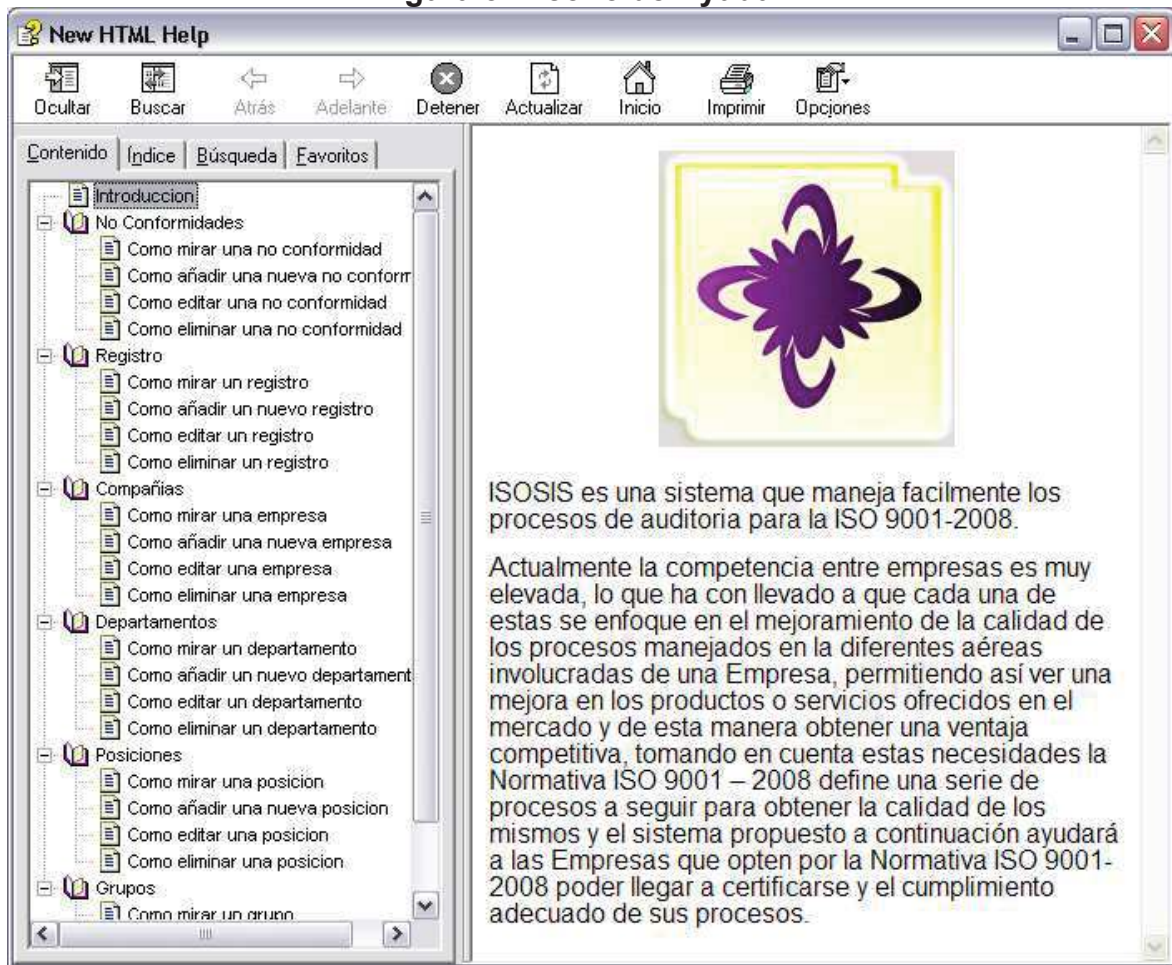 New HTML Help
Ocultar Buscar Atrás Adelante Detener Actualizar Inicio Imprimir Opciones
Contenido Índice Búsqueda Favoritos
Introduccion
No Conformidades
Como mirar una no conformidad
Como añadir una nueva no conform
Como editar una no conformidad
Como eliminar una no conformidad
Registro
Como mirar un registro
Como añadir un nuevo registro
Como editar un registro
Como eliminar un registro
Compañias
Como mirar una empresa
Como añadir una nueva empresa
Como editar una empresa
Como eliminar una empresa
Departamentos
Como mirar un departamento
Como añadir un nuevo departament
Como editar un departamento
Como eliminar un departamento
Posiciones
Como mirar una posicion
Como añadir una nueva posicion
Como editar una posicion
Como eliminar una posicion
Grupos
Como mirar un grupo
ISOSIS es una sistema que maneja facilmente los
procesos de auditoria para la ISO 9001-2008.
Actualmente la competencia entre empresas es muy
elevada, lo que ha con llevado a que cada una de
estas se enfoque en el mejoramiento de la calidad de
los procesos manejados en la diferentes aéreas
involucradas de una Empresa, permitiendo así ver una
mejora en los productos o servicios ofrecidos en el
mercado y de esta manera obtener una ventaja
competitiva, tomando en cuenta estas necesidades la
Normativa ISO 9001 – 2008 define una serie de
procesos a seguir para obtener la calidad de los
mismos y el sistema propuesto a continuación ayudará
a las Empresas que opten por la Normativa ISO 9001-
2008 poder llegar a certificarse y el cumplimiento
adecuado de sus procesos.